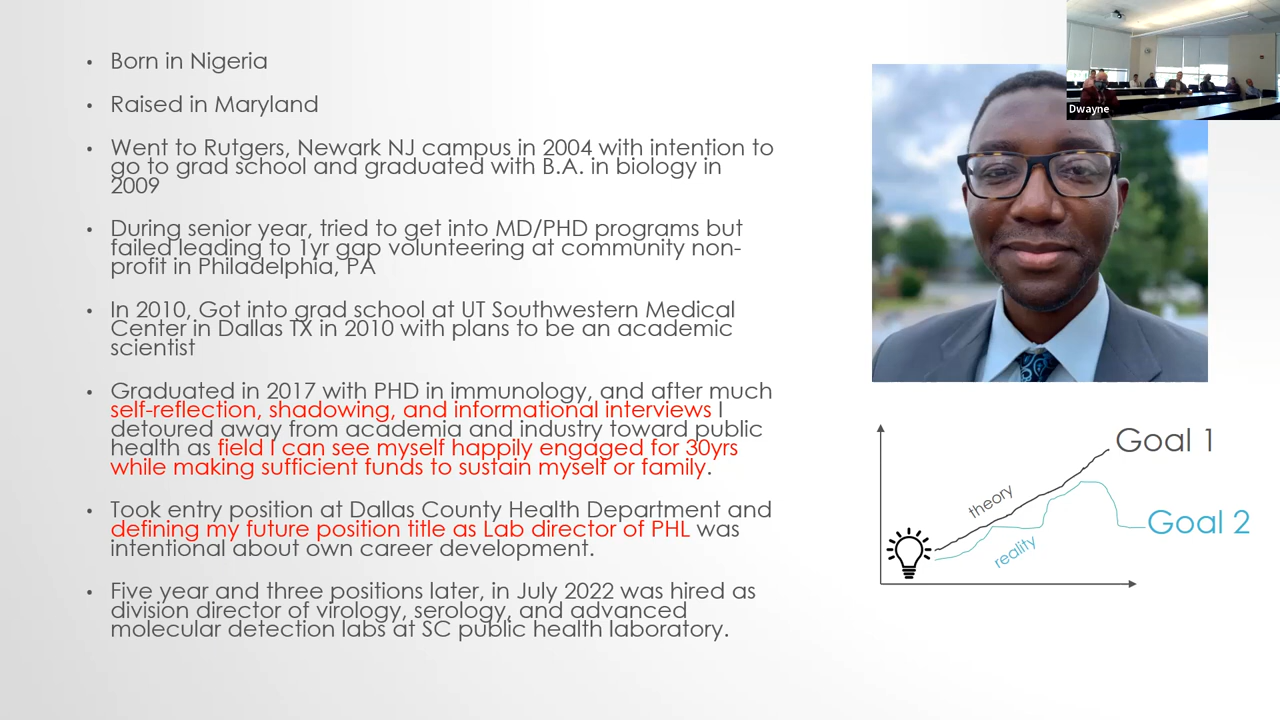 Born in Nigeria
Raised in Maryland
Went to Rutgers, Newark NJ campus in 2004 with intention to
go to grad school and graduated with B.A. in biology in
2009
During senior year, tried to get into MD/PHD programs but
failed leading to 1yr gap volunteering at community non-
profit in Philadelphia, PA
In 2010, Got into grad school at UT Southwestern Medical
Center in Dallas TX in 2010 with plans to be an academic
scientist
Graduated in 2017 with PHD in immunology, and after much
self-reflection, shadowing, and informational interviews I
detoured away from academia and industry toward public
health as field I can see myself happily engaged for 30yrs
while making sufficient funds to sustain myself or family.
Took entry position at Dallas County Health Department and
defining my future position title as Lab director of PHL was
intentional about own career development.
Five year and three positions later, in July 2022 was hired as
division director of virology, serology, and advanced
molecular detection labs at SC public health laboratory.
Dwayne
Goal 1
theory
Goal 2
reality